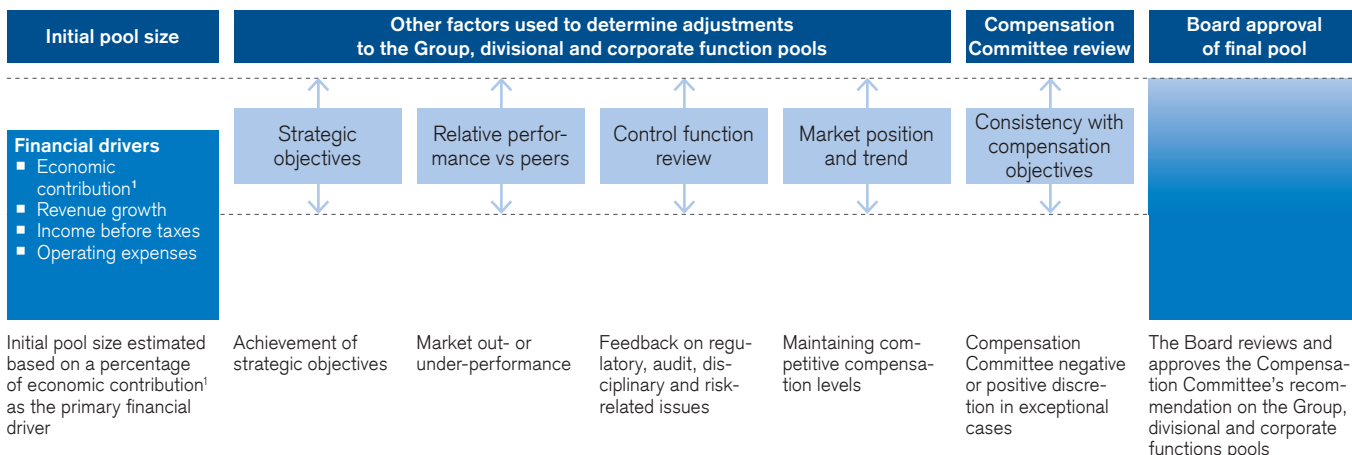 Initial pool size
Other factors used to determine adjustments
to the Group, divisional and corporate function pools
Compensation
Committee review
Board approval
of final pool
Financial drivers
■ Economic
contribution¹
■ Revenue growth
■ Income before taxes
■ Operating expenses
Strategic
objectives
Relative perfor-
mance vs peers
Control function
review
Market position
and trend
Consistency with
compensation
objectives
Initial pool size estimated
based on a percentage
of economic contribution¹
as the primary financial
driver
Achievement of
strategic objectives
Market out- or
under-performance
Feedback on regu-
latory, audit, dis-
ciplinary and risk-
related issues
Maintaining com-
petitive compensa-
tion levels
Compensation
Committee negative
or positive discre-
tion in exceptional
cases
The Board reviews and
approves the Compensa-
tion Committee's recom-
mendation on the Group,
divisional and corporate
functions pools